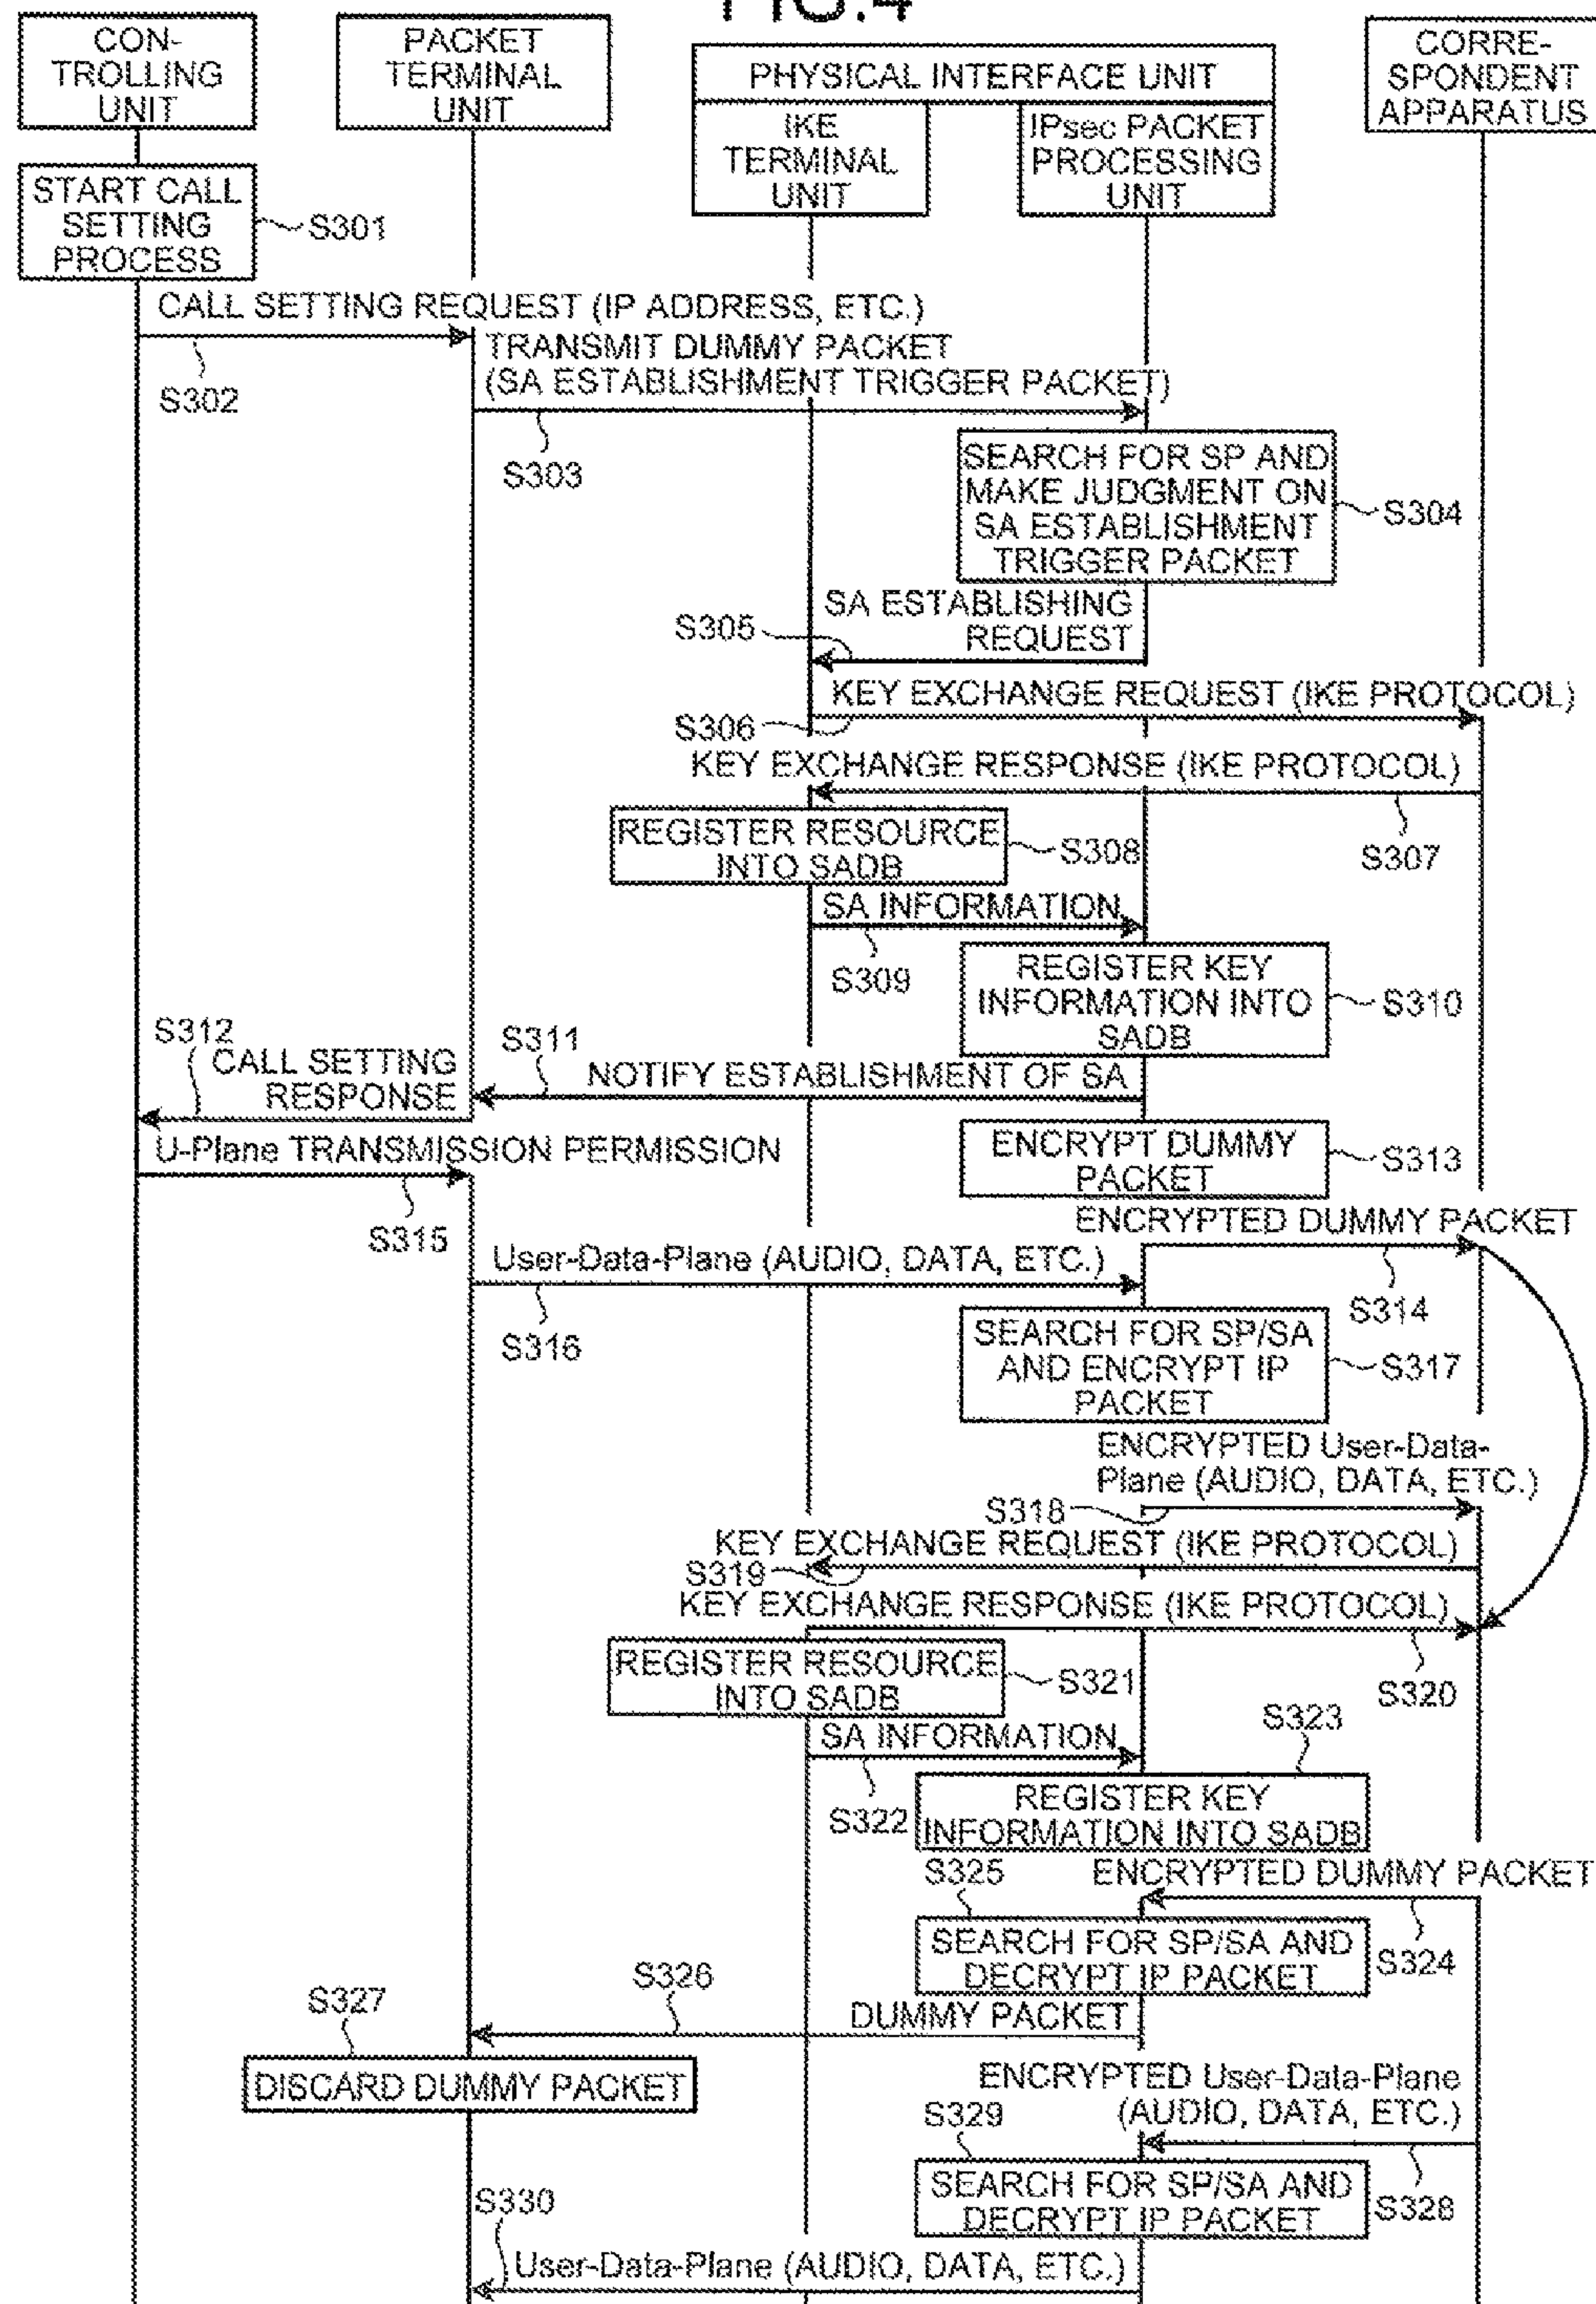 FIG.4
CON-
TROLLING
UNIT
PACKET
TERMINAL
UNIT
PHYSICAL INTERFACE UNIT
IKE
TERMINAL
UNIT
IPsec PACKET
PROCESSING
UNIT
CORRE-
SPONDENT
APPARATUS
START CALL
SETTING
PROCESS
S301
CALL SETTING REQUEST (IP ADDRESS, ETC.)
S302
TRANSMIT DUMMY PACKET
(SA ESTABLISHMENT TRIGGER PACKET)
S303
SEARCH FOR SP AND
MAKE JUDGMENT ON
SA ESTABLISHMENT
TRIGGER PACKET
S304
SA ESTABLISHING
REQUEST
S305
KEY EXCHANGE REQUEST (IKE PROTOCOL)
S306
KEY EXCHANGE RESPONSE (IKE PROTOCOL)
S307
REGISTER RESOURCE
INTO SADB
S308
SA INFORMATION
S309
REGISTER KEY
INFORMATION INTO
SADB
S310
S311
NOTIFY ESTABLISHMENT OF SA
S312
CALL SETTING
RESPONSE
ENCRYPT DUMMY
PACKET
S313
U-Plane TRANSMISSION PERMISSION
S315
ENCRYPTED DUMMY PACKET
S314
User-Data-Plane (AUDIO, DATA, ETC.)
S316
SEARCH FOR SP/SA
AND ENCRYPT IP
PACKET
S317
ENCRYPTED User-Data-
Plane (AUDIO, DATA, ETC.)
S318
KEY EXCHANGE REQUEST (IKE PROTOCOL)
S319
KEY EXCHANGE RESPONSE (IKE PROTOCOL)
S320
REGISTER RESOURCE
INTO SADB
S321
SA INFORMATION
S322
S323
REGISTER KEY
INFORMATION INTO SADB
ENCRYPTED DUMMY PACKET
S324
S325
SEARCH FOR SP/SA AND
DECRYPT IP PACKET
S326
DUMMY PACKET
S327
DISCARD DUMMY PACKET
ENCRYPTED User-Data-Plane
(AUDIO, DATA, ETC.)
S328
S329
SEARCH FOR SP/SA AND
DECRYPT IP PACKET
S330
User-Data-Plane (AUDIO, DATA, ETC.)